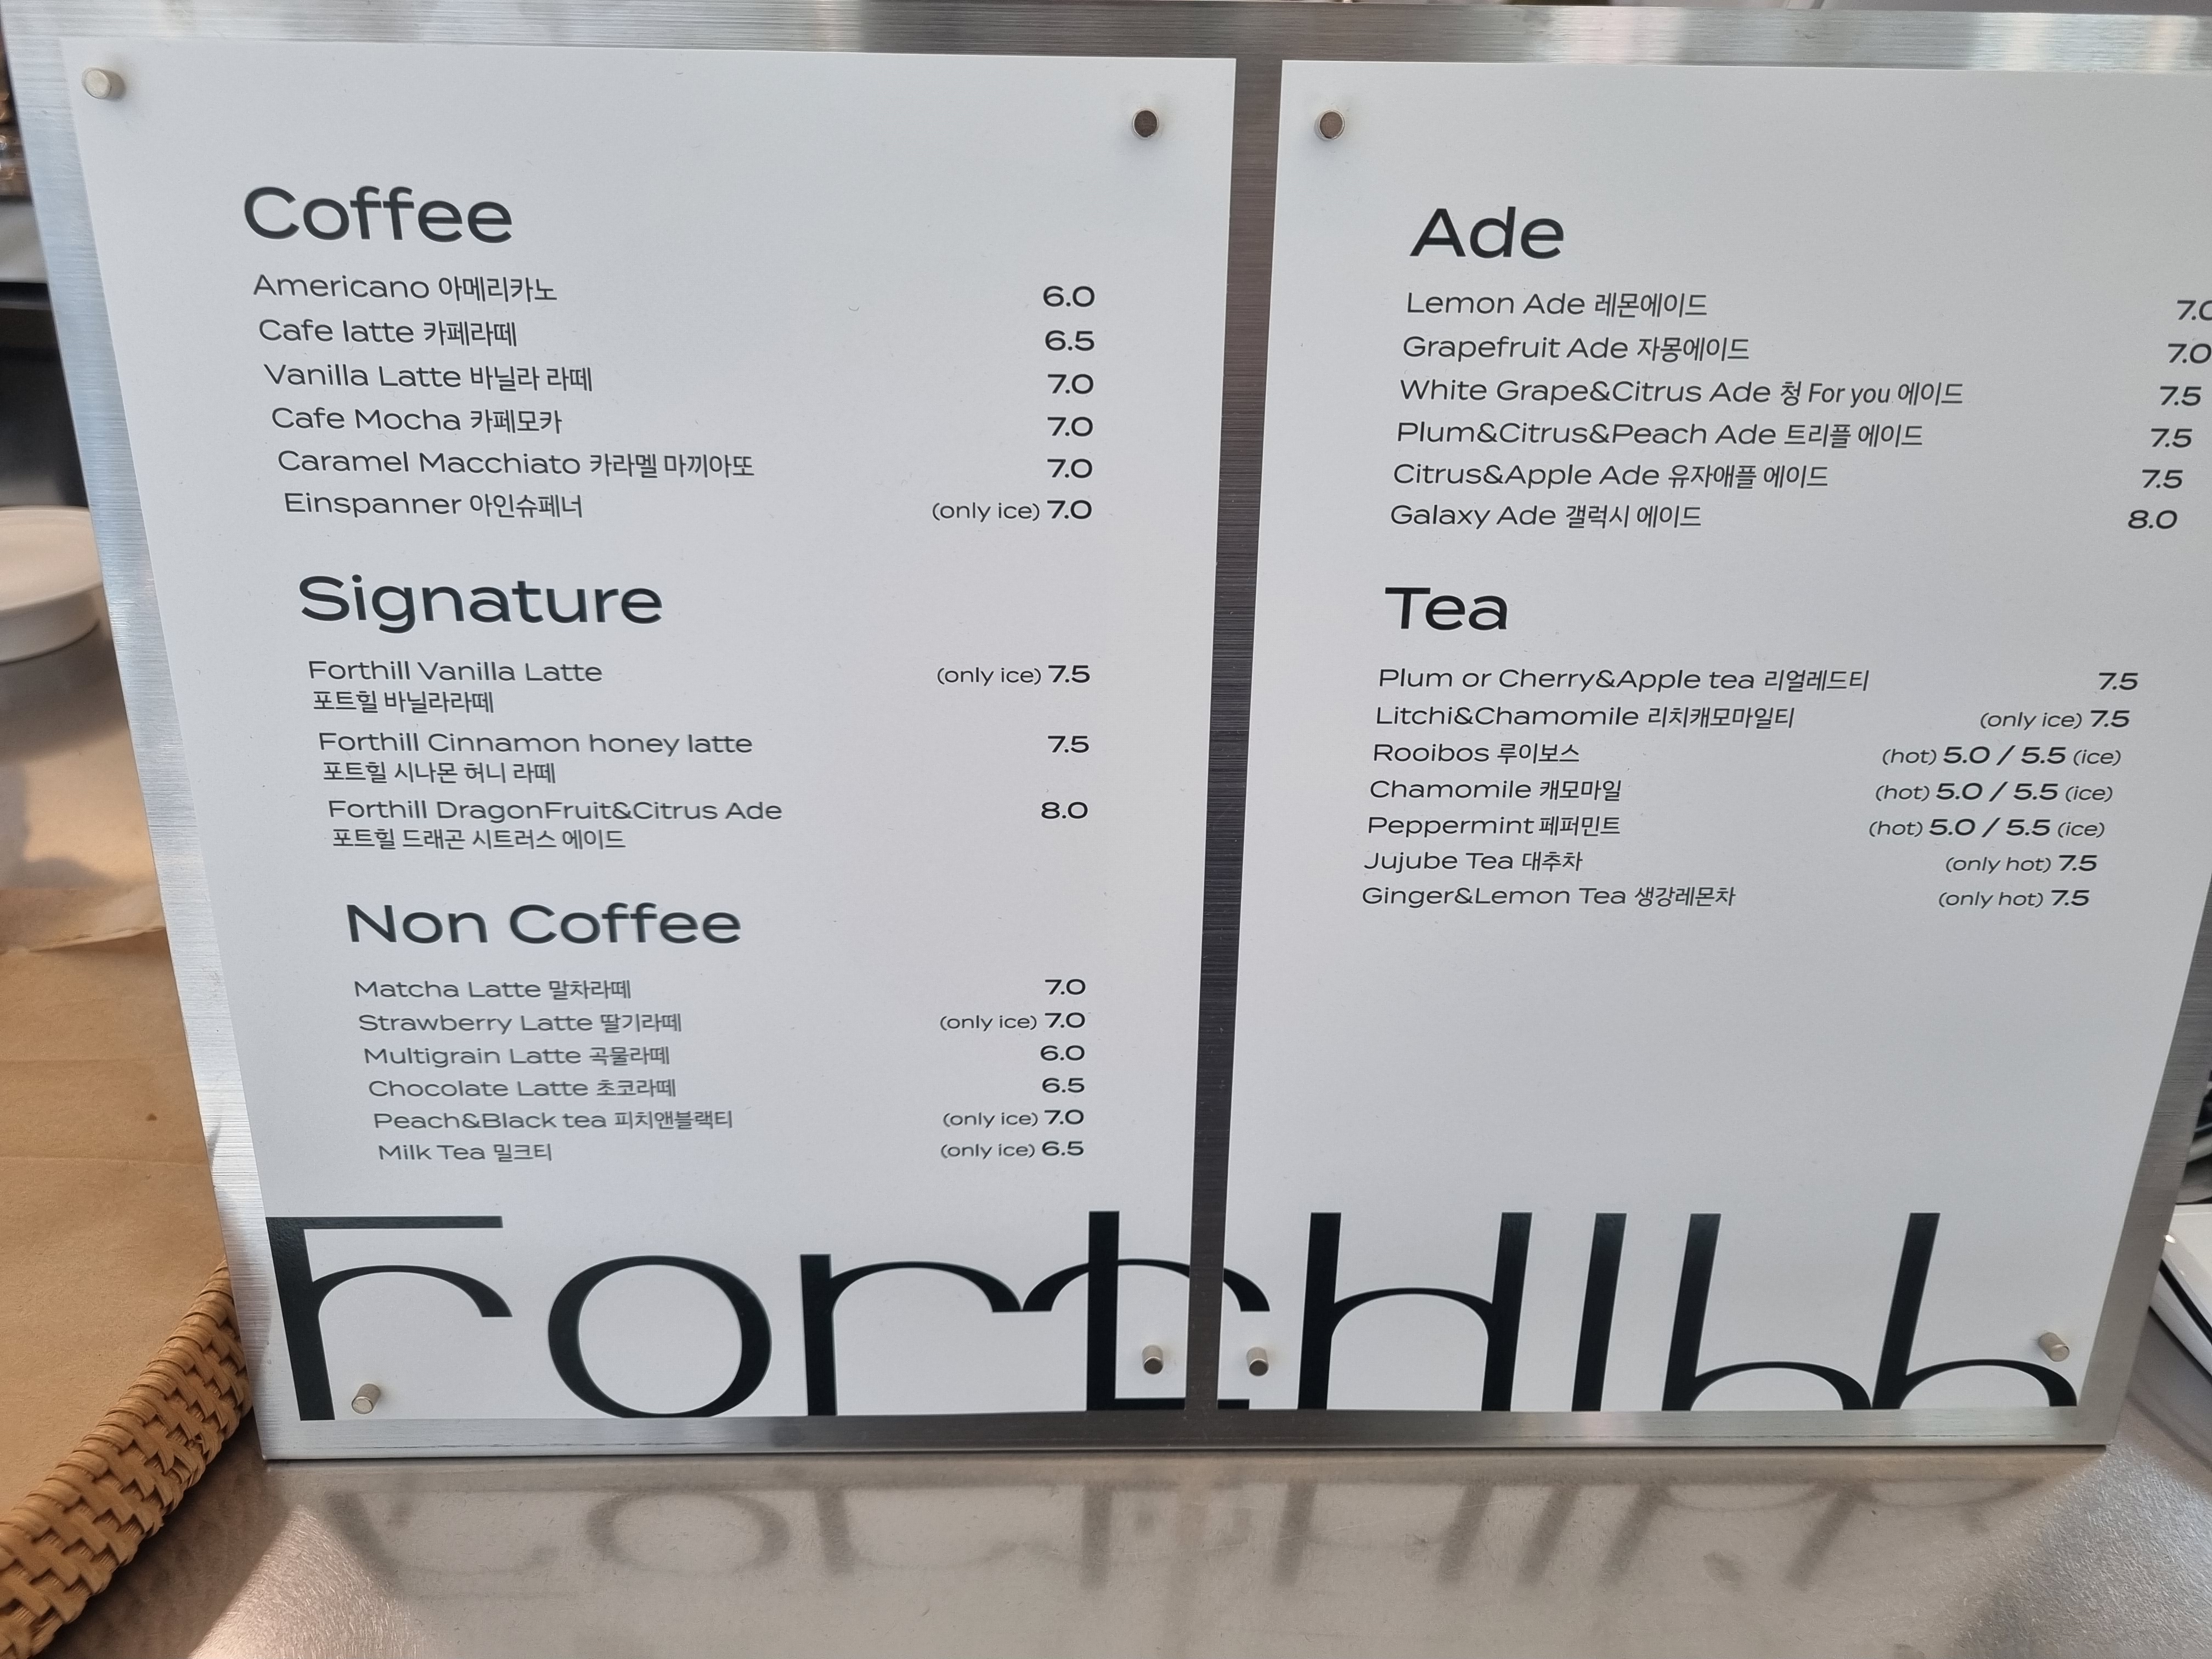 Coffee
Americano 아메리카노 6.0
Cafe latte 카페라떼 6.5
Vanilla Latte 바닐라 라떼 7.0
Cafe Mocha 카페모카 7.0
Caramel Macchiato 카라멜 마끼아또 7.0
Einspanner 아인슈페너 (only ice) 7.0
Signature
Forthill Vanilla Latte (only ice) 7.5
포트힐 바닐라라떼
Forthill Cinnamon honey latte 7.5
포트힐 시나몬 허니 라떼
Forthill DragonFruit&Citrus Ade 8.0
포트힐 드래곤 시트러스 에이드
Non Coffee
Matcha Latte 말차라떼 7.0
Strawberry Latte 딸기라떼 (only ice) 7.0
Multigrain Latte 곡물라떼 6.0
Chocolate Latte 초코라떼 6.5
Peach&Black tea 피치앤블랙티 (only ice) 7.0
Milk Tea 밀크티 (only ice) 6.5
Ade
Lemon Ade 레몬에이드 7.0
Grapefruit Ade 자몽에이드 7.0
White Grape&Citrus Ade 청 For you 에이드 7.5
Plum&Citrus&Peach Ade 트리플 에이드 7.5
Citrus&Apple Ade 유자애플 에이드 7.5
Galaxy Ade 갤럭시 에이드 8.0
Tea
Plum or Cherry&Apple tea 리얼레드티 7.5
Litchi&Chamomile 리치캐모마일티 (only ice) 7.5
Rooibos 루이보스 (hot) 5.0 / 5.5 (ice)
Chamomile 캐모마일 (hot) 5.0 / 5.5 (ice)
Peppermint 페퍼민트 (hot) 5.0 / 5.5 (ice)
Jujube Tea 대추차 (only hot) 7.5
Ginger&Lemon Tea 생강레몬차 (only hot) 7.5
Forthill